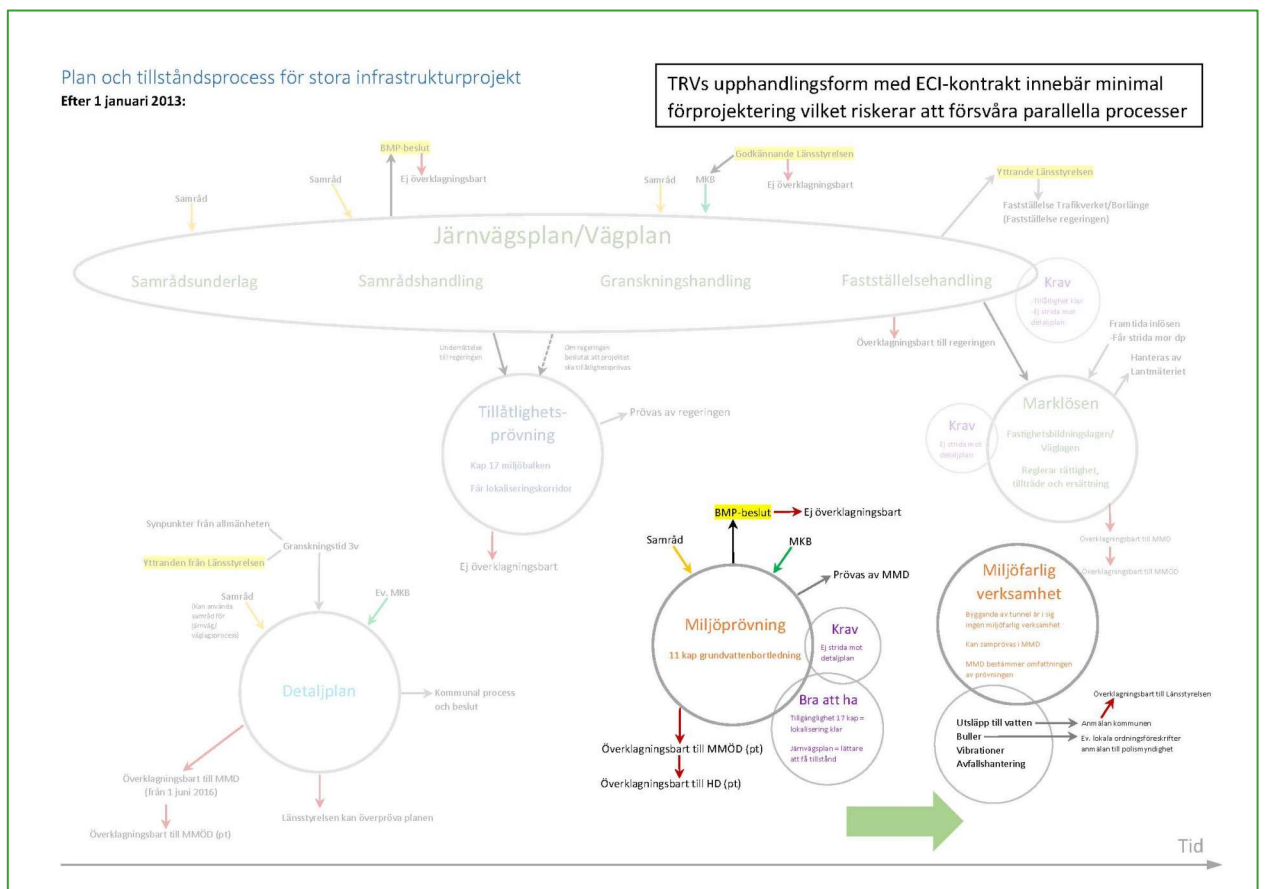 Plan och tillståndsprocess för stora infrastrukturprojekt
Efter 1 januari 2013:
TRVs upphandlingsform med ECI-kontrakt innebär minimal
förprojektering vilket riskerar att försvåra parallella processer
BMP-beslut
Ej överklagningsbart
Samråd
Samråd
Samråd
MKB
Godkännande Länsstyrelsen
Ej överklagningsbart
Yttrande Länsstyrelsen
Fastställelse Trafikverket/Borlänge
(Fastställelse regeringen)
Järnvägsplan/Vägplan
Samrådsunderlag
Samrådshandling
Granskningshandling
Fastställelsehandling
Krav
-Ej strida mot
detaljplan
Överklagningsbart till regeringen
Framtida inlösen
-Får strida mor dp
Hanteras av
Lantmäteriet
Underrättelse
till regeringen
Om regeringen
beslutat att projektet
ska tillåtlighetsprövas
Tillåtlighets-
prövning
Kap 17 miljöbalken
Får lokaliseringskorridor
Prövas av regeringen
Ej överklagningsbart
Krav
Ej strida mot
detaljplan
Marklösen
Fastighetsbildningslagen/
Väglagen
Reglerar rättighet,
tillträde och ersättning
Överklagningsbart till MMD
Överklagningsbart till MMÖD
Synpunkter från allmänheten
Granskningstid 3v
Yttranden från Länsstyrelsen
Samråd
(Kan använda
samråd för
järnväg/
väglagsprocess)
Ev. MKB
Detaljplan
Kommunal process
och beslut
Överklagningsbart till MMD
(från 1 juni 2016)
Överklagningsbart till MMÖD (pt)
Länsstyrelsen kan överpröva planen
BMP-beslut
Ej överklagningsbart
Samråd
MKB
Prövas av MMD
Miljöprövning
11 kap grundvattenbortledning
Krav
Ej strida mot
detaljplan
Bra att ha
Tillgänglighet 17 kap =
lokalisering klar
Järnvägsplan = lättare
att få tillstånd
Överklagningsbart till MMÖD (pt)
Överklagningsbart till HD (pt)
Miljöfarlig
verksamhet
Byggande av tunnel är i sig
ingen miljöfarlig verksamhet
Kan samprövas i MMD
MMD bestämmer omfattningen
av prövningen
Utsläpp till vatten
Buller
Vibrationer
Avfallshantering
Överklagningsbart till Länsstyrelsen
Anmälan kommunen
Ev. lokala ordningsföreskrifter
anmälan till polismyndighet
Tid